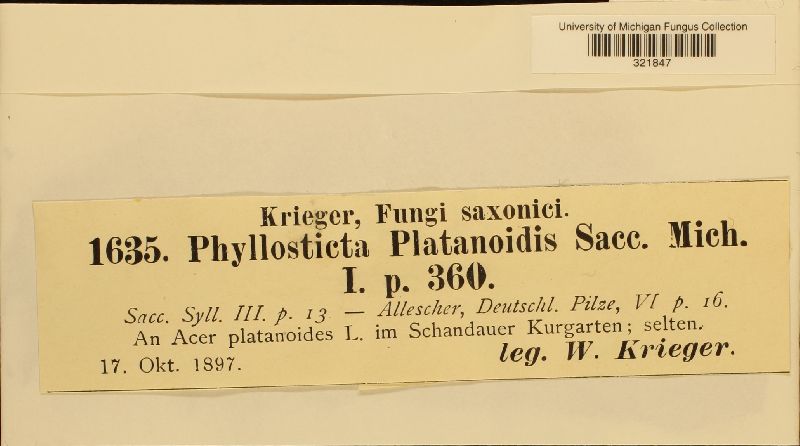 University of Michigan Fungus Collection
321847
Krieger, Fungi saxonici.
1635. Phyllosticta Platanoidis Sacc. Mich.
I. p. 360.
Sacc. Syll. III. p. 13 — Allescher, Deutschl. Pilze, VI p. 16.
An Acer platanoides L. im Schandauer Kurgarten; selten.
17. Okt. 1897.
leg. W. Krieger.